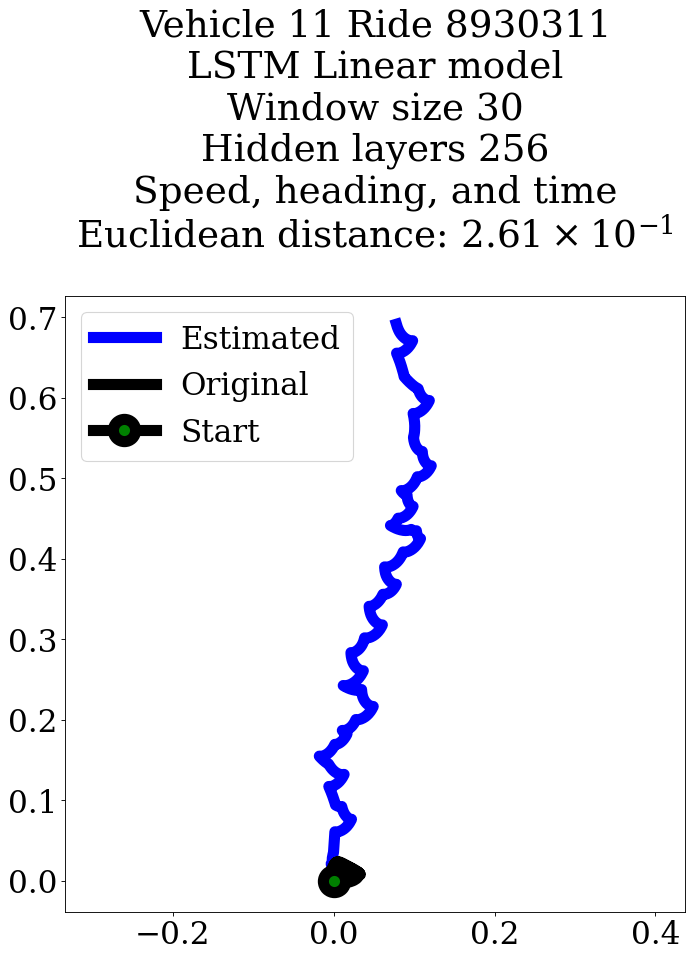 Vehicle 11 Ride 8930311
LSTM Linear model
Window size 30
Hidden layers 256
Speed, heading, and time
Euclidean distance: 2.61 × 10⁻¹
Estimated
Original
Start
0.7
0.6
0.5
0.4
0.3
0.2
0.1
0.0
−0.2 0.0 0.2 0.4